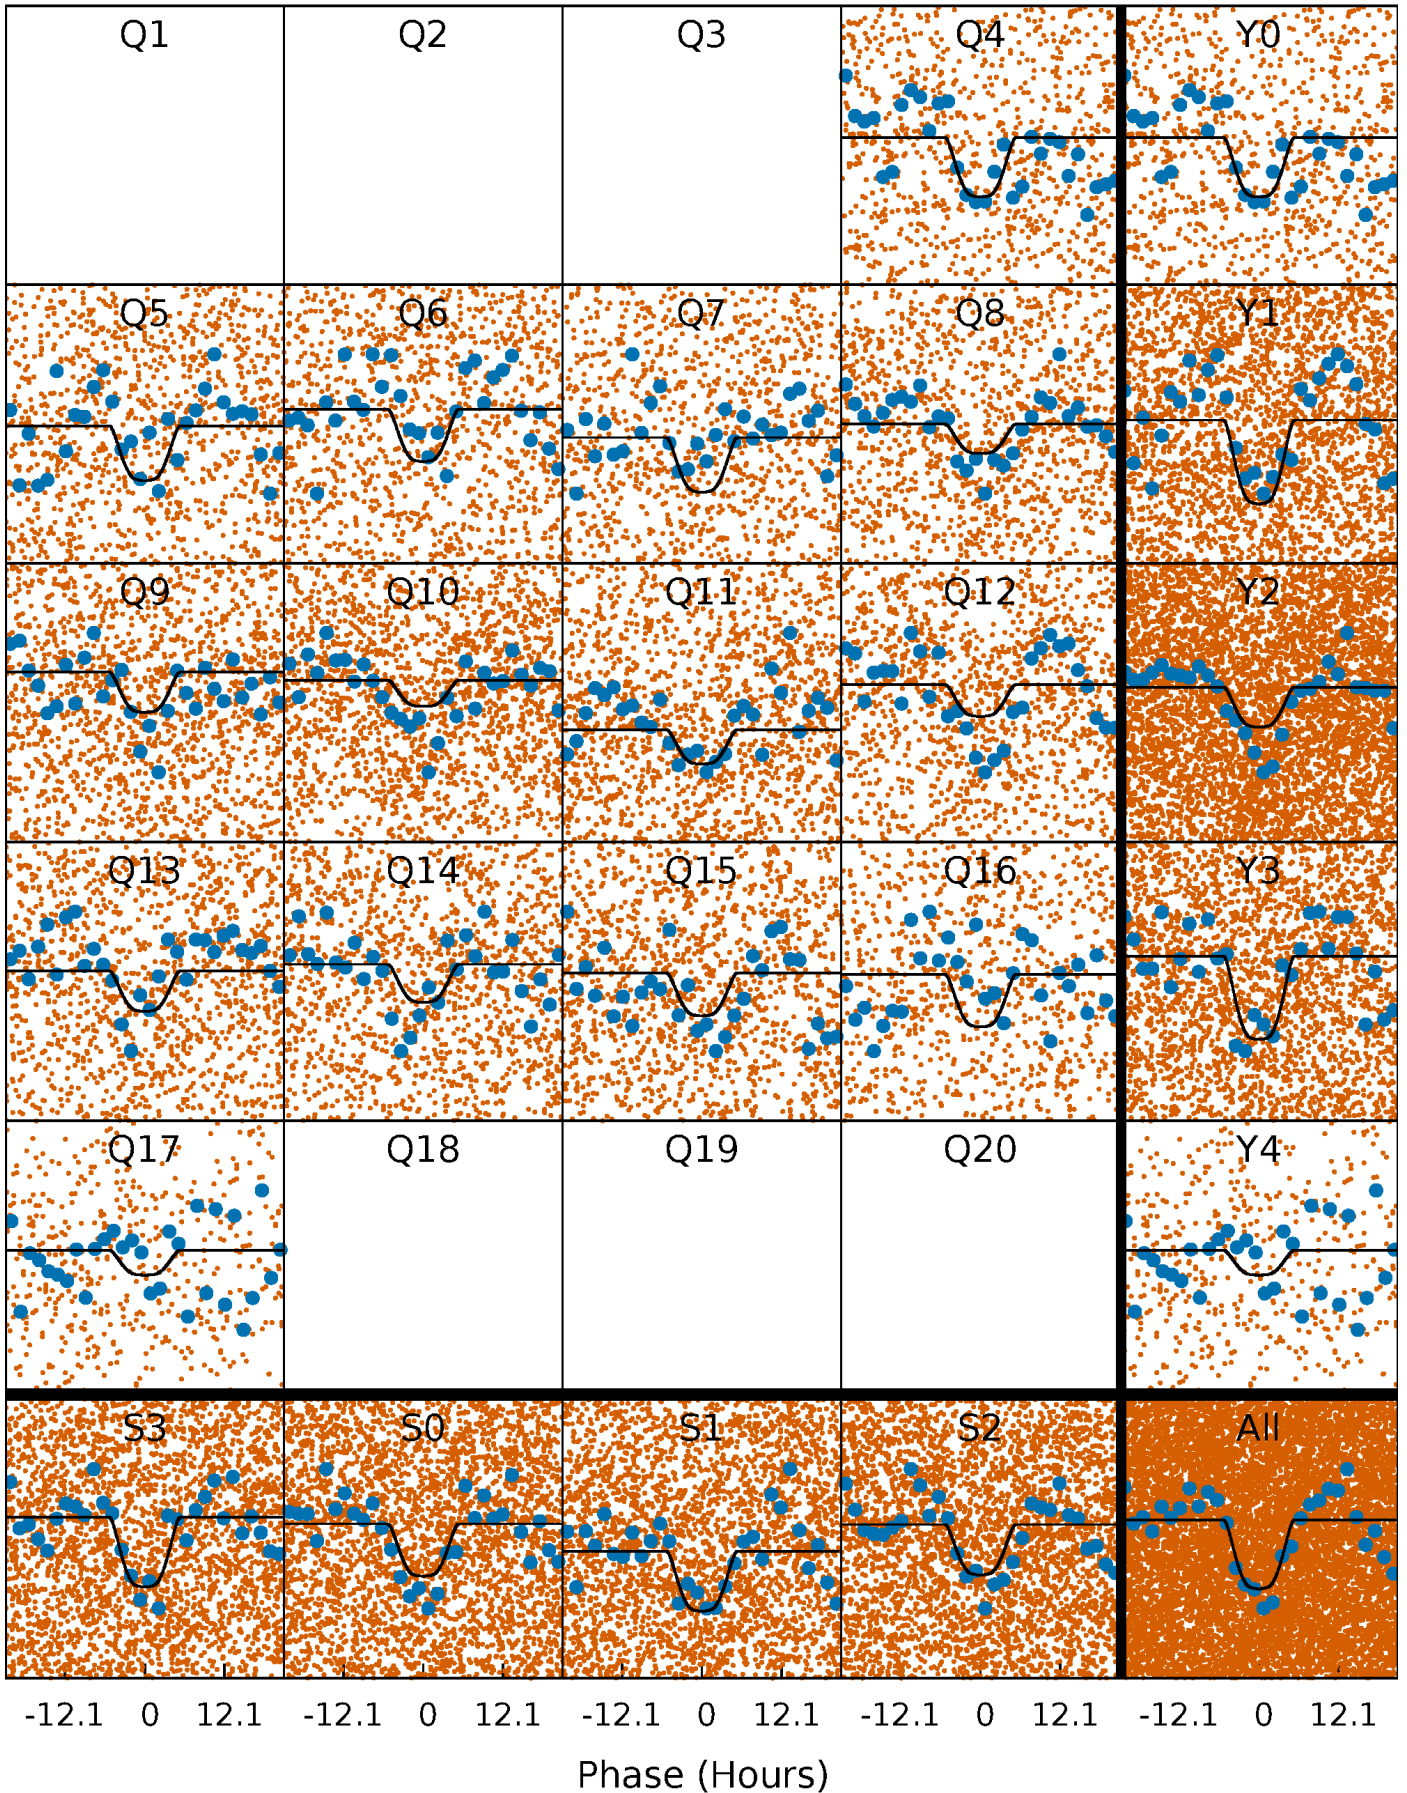 Q1 Q2 Q3 Q4 Y0
Q5 Q6 Q7 Q8 Y1
Q9 Q10 Q11 Q12 Y2
Q13 Q14 Q15 Q16 Y3
Q17 Q18 Q19 Q20 Y4
S3 S0 S1 S2 All
-12.1 0 12.1 -12.1 0 12.1 -12.1 0 12.1 -12.1 0 12.1 -12.1 0 12.1
Phase (Hours)